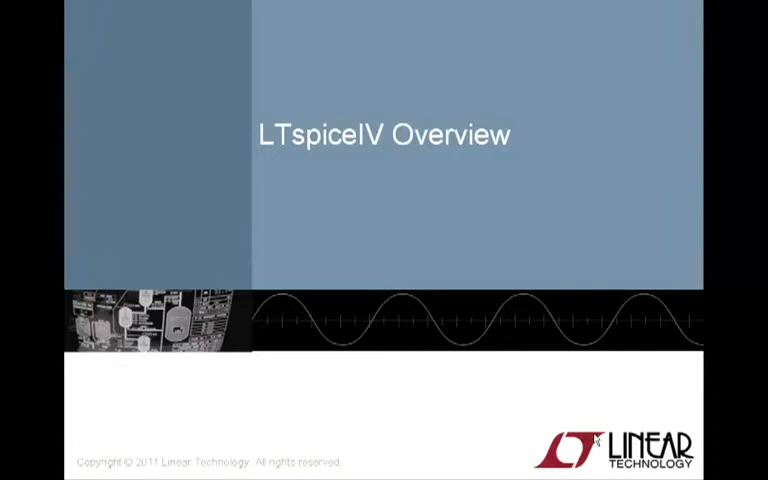 LTspiceIV Overview
Copyright © 2011 Linear Technology. All rights reserved.
LINEAR
TECHNOLOGY